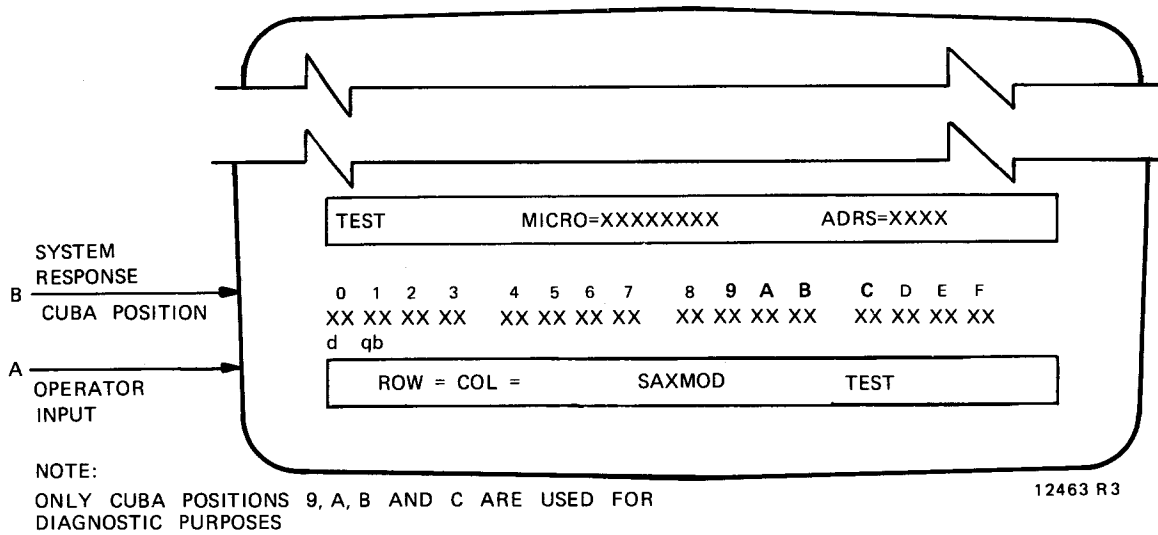 TEST MICRO=XXXXXXXX ADRS=XXXX
SYSTEM
RESPONSE
B
CUBA POSITION
0 1 2 3 4 5 6 7 8 9 A B C D E F
XX XX XX XX XX XX XX XX XX XX XX XX XX XX XX XX
d qb
A
OPERATOR
INPUT
ROW = COL = SAXMOD TEST
NOTE:
ONLY CUBA POSITIONS 9, A, B AND C ARE USED FOR
DIAGNOSTIC PURPOSES
12463 R3